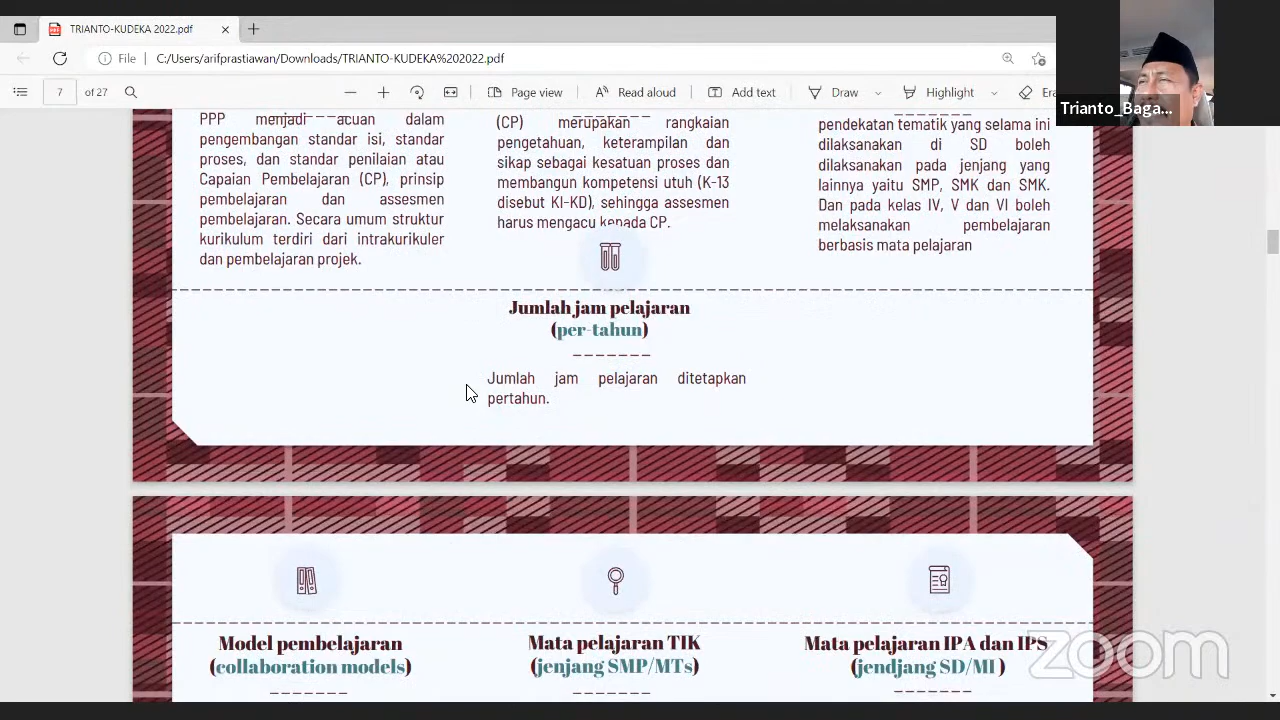 TRIANTO-KUDEKA 2022.pdf
File C:/Users/arifprastiawan/Downloads/TRIANTO-KUDEKA%202022.pdf
7 of 27 Page view Read aloud Add text Draw Highlight
Trianto_Baga...
PPP menjadi acuan dalam
pengembangan standar isi, standar
proses, dan standar penilaian atau
Capaian Pembelajaran (CP), prinsip
pembelajaran dan assesmen
pembelajaran. Secara umum struktur
kurikulum terdiri dari intrakurikuler
dan pembelajaran projek.
(CP) merupakan rangkaian
pengetahuan, keterampilan dan
sikap sebagai kesatuan proses dan
membangun kompetensi utuh (K-13
disebut KI-KD), sehingga assesmen
harus mengacu kepada CP.
pendekatan tematik yang selama ini
dilaksanakan di SD boleh
dilaksanakan pada jenjang yang
lainnya yaitu SMP, SMK dan SMK.
Dan pada kelas IV, V dan VI boleh
melaksanakan pembelajaran
berbasis mata pelajaran
Jumlah jam pelajaran
(per-tahun)
Jumlah jam pelajaran ditetapkan
pertahun.
Model pembelajaran
(collaboration models)
Mata pelajaran TIK
(jenjang SMP/MTs)
Mata pelajaran IPA dan IPS
(jendjang SD/MI )
zoom